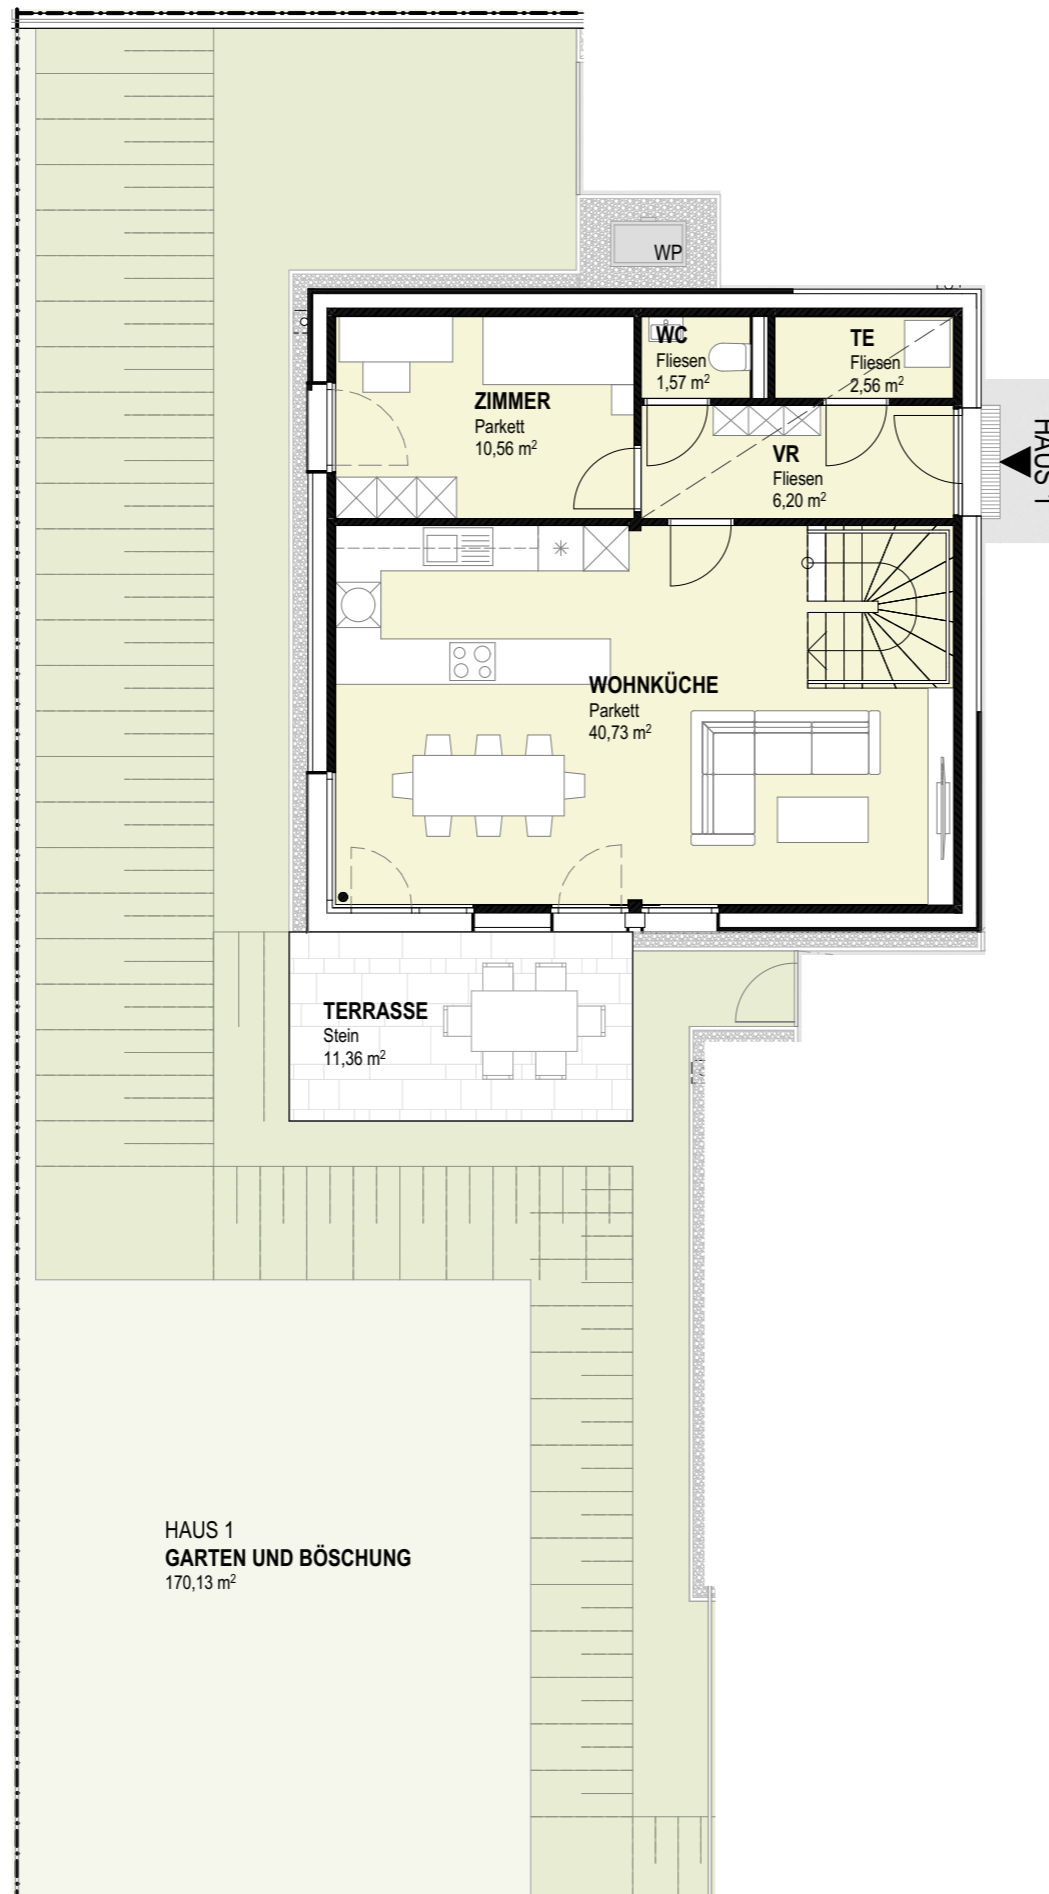 WP
WC
Fliesen
1,57 m²
TE
Fliesen
2,56 m²
ZIMMER
Parkett
10,56 m²
VR
Fliesen
6,20 m²
HAUS 1
WOHNKÜCHE
Parkett
40,73 m²
TERRASSE
Stein
11,36 m²
HAUS 1
GARTEN UND BÖSCHUNG
170,13 m²